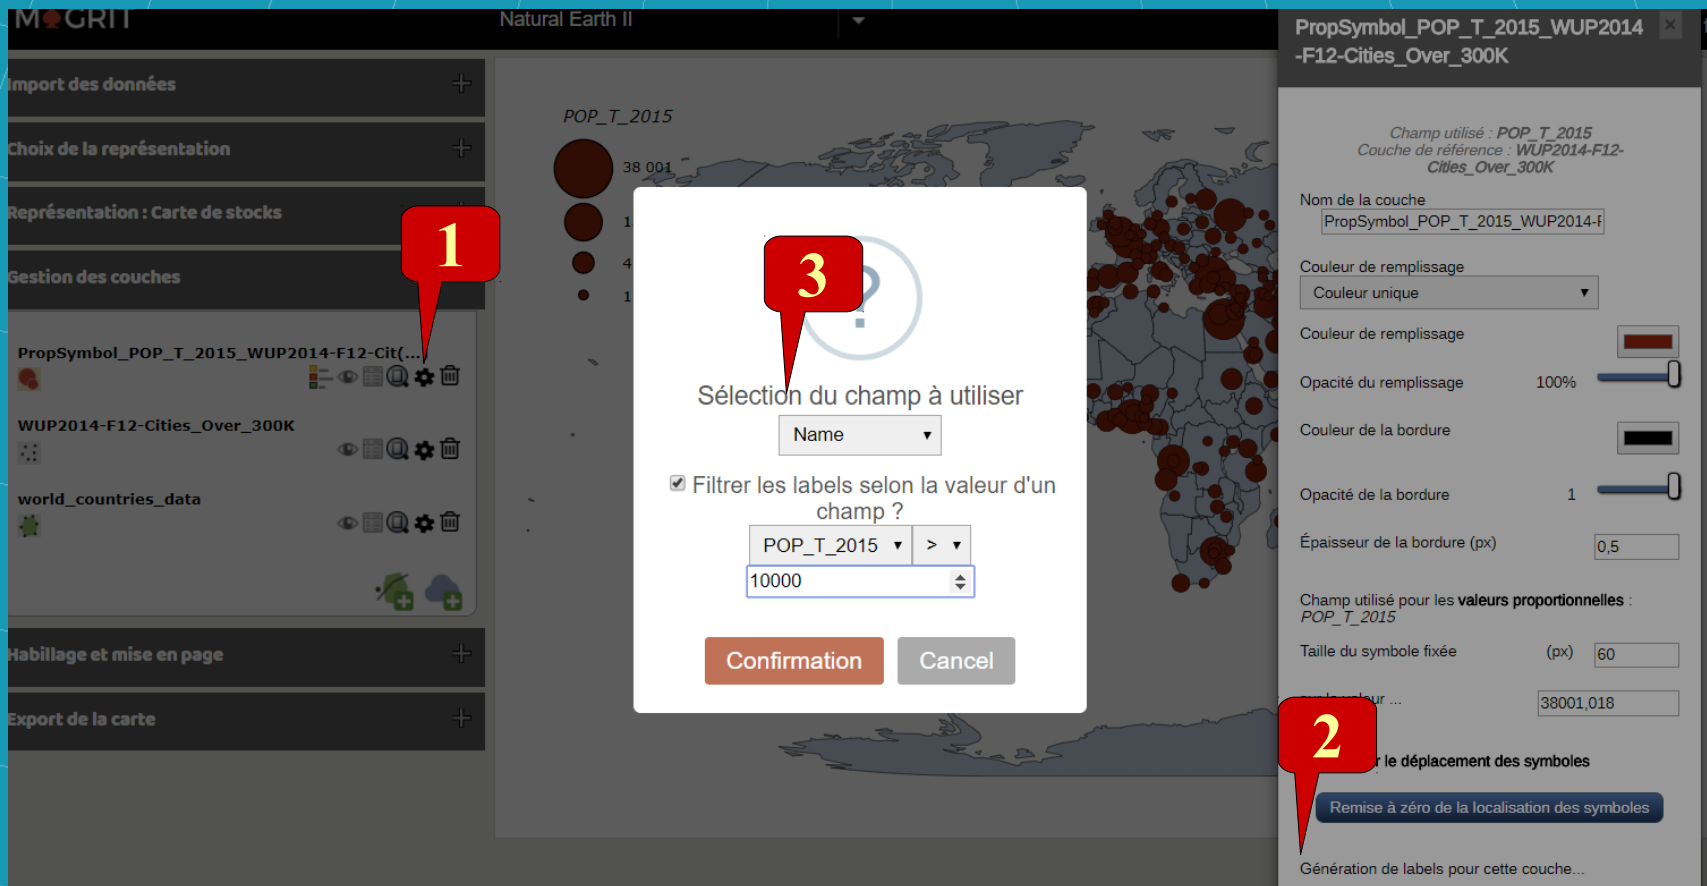 MAGRIT
Natural Earth II
Import des données
Choix de la représentation
Représentation : Carte de stocks
Gestion des couches
1
PropSymbol_POP_T_2015_WUP2014-F12-Cit(...)
WUP2014-F12-Cities_Over_300K
world_countries_data
Habillage et mise en page
Export de la carte
POP_T_2015
38 001
1
4
1
3
?
Sélection du champ à utiliser
Name
Filtrer les labels selon la valeur d'un
champ ?
POP_T_2015 >
10000
Confirmation Cancel
PropSymbol_POP_T_2015_WUP2014
-F12-Cities_Over_300K
×
Champ utilisé : POP_T_2015
Couche de référence : WUP2014-F12-
Cities_Over_300K
Nom de la couche
PropSymbol_POP_T_2015_WUP2014-F
Couleur de remplissage
Couleur unique
Couleur de remplissage
Opacité du remplissage 100%
Couleur de la bordure
Opacité de la bordure 1
Épaisseur de la bordure (px) 0,5
Champ utilisé pour les valeurs proportionnelles :
POP_T_2015
Taille du symbole fixée (px) 60
... 38001,018
2
le déplacement des symboles
Remise à zéro de la localisation des symboles
Génération de labels pour cette couche...